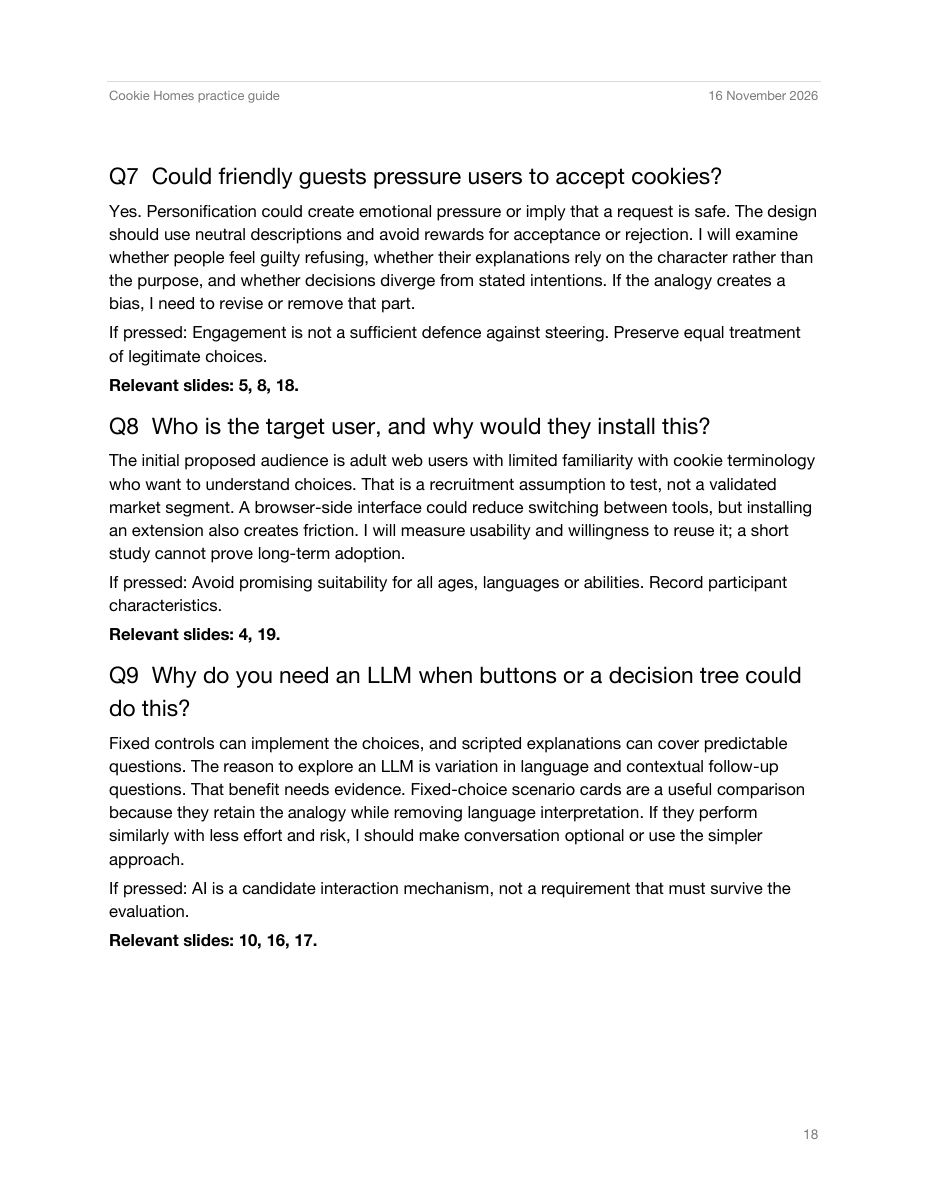 Cookie Homes practice guide
16 November 2026
Q7 Could friendly guests pressure users to accept cookies?
Yes. Personification could create emotional pressure or imply that a request is safe. The design
should use neutral descriptions and avoid rewards for acceptance or rejection. I will examine
whether people feel guilty refusing, whether their explanations rely on the character rather than
the purpose, and whether decisions diverge from stated intentions. If the analogy creates a
bias, I need to revise or remove that part.
If pressed: Engagement is not a sufficient defence against steering. Preserve equal treatment
of legitimate choices.
Relevant slides: 5, 8, 18.
Q8 Who is the target user, and why would they install this?
The initial proposed audience is adult web users with limited familiarity with cookie terminology
who want to understand choices. That is a recruitment assumption to test, not a validated
market segment. A browser-side interface could reduce switching between tools, but installing
an extension also creates friction. I will measure usability and willingness to reuse it; a short
study cannot prove long-term adoption.
If pressed: Avoid promising suitability for all ages, languages or abilities. Record participant
characteristics.
Relevant slides: 4, 19.
Q9 Why do you need an LLM when buttons or a decision tree could
do this?
Fixed controls can implement the choices, and scripted explanations can cover predictable
questions. The reason to explore an LLM is variation in language and contextual follow-up
questions. That benefit needs evidence. Fixed-choice scenario cards are a useful comparison
because they retain the analogy while removing language interpretation. If they perform
similarly with less effort and risk, I should make conversation optional or use the simpler
approach.
If pressed: AI is a candidate interaction mechanism, not a requirement that must survive the
evaluation.
Relevant slides: 10, 16, 17.
18